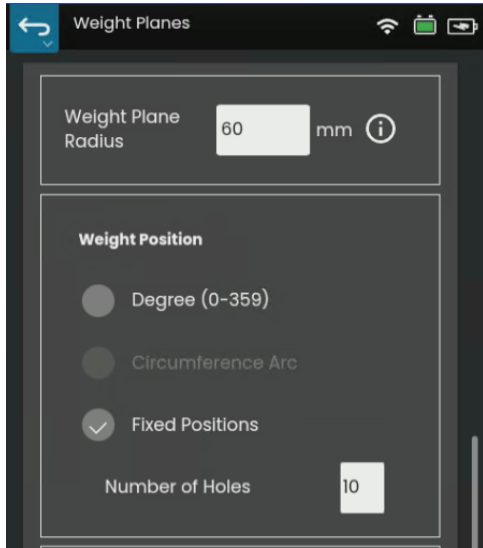 Weight Planes
Weight Plane
Radius
60
mm
Weight Position
Degree (0-359)
Circumference Arc
Fixed Positions
Number of Holes
10